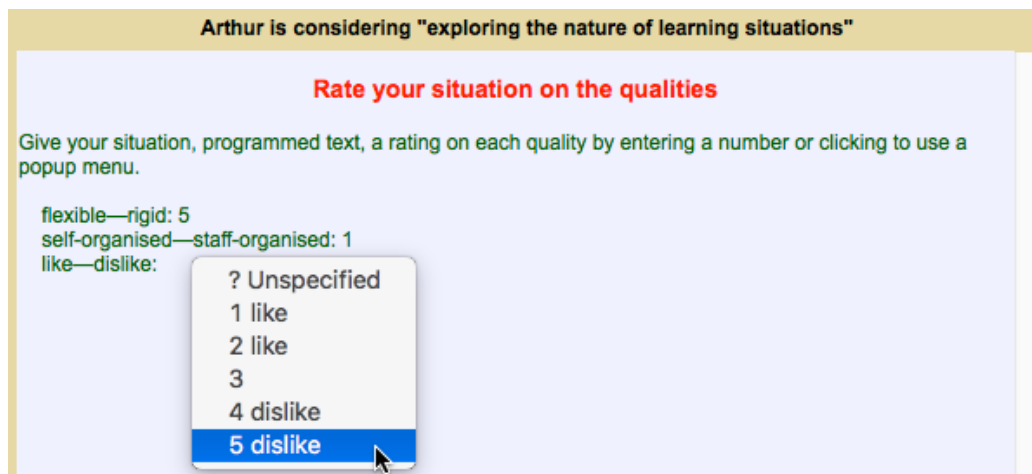 Arthur is considering "exploring the nature of learning situations"
Rate your situation on the qualities
Give your situation, programmed text, a rating on each quality by entering a number or clicking to use a
popup menu.
flexible—rigid: 5
self-organised—staff-organised: 1
like—dislike:
? Unspecified
1 like
2 like
3
4 dislike
5 dislike